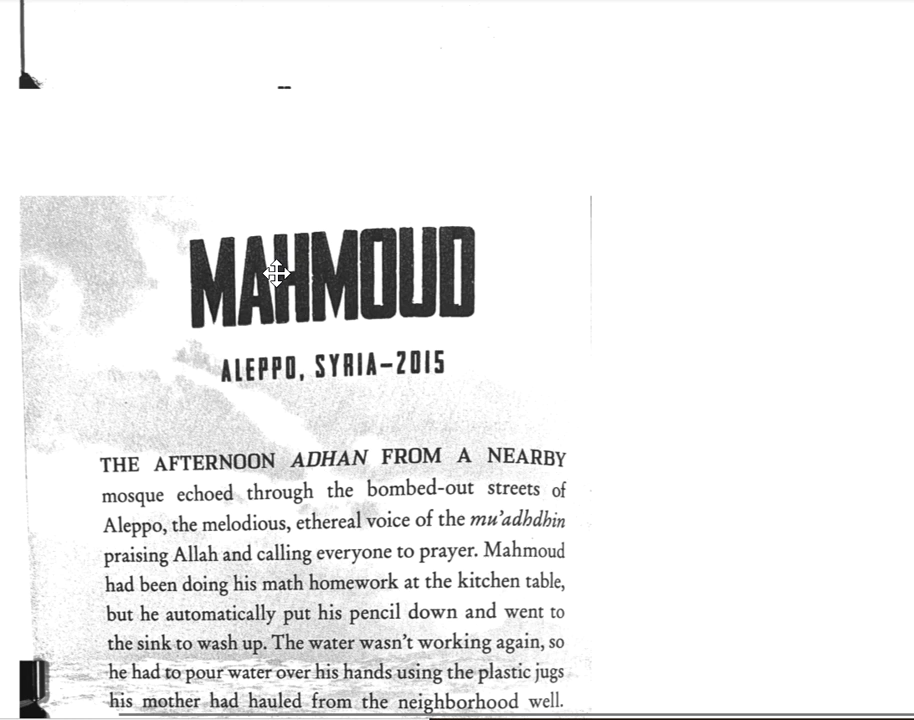 MAHMOUD
ALEPPO, SYRIA–2015
THE AFTERNOON ADHAN FROM A NEARBY
mosque echoed through the bombed-out streets of
Aleppo, the melodious, ethereal voice of the mu’adhdhin
praising Allah and calling everyone to prayer. Mahmoud
had been doing his math homework at the kitchen table,
but he automatically put his pencil down and went to
the sink to wash up. The water wasn’t working again, so
he had to pour water over his hands using the plastic jugs
his mother had hauled from the neighborhood well.